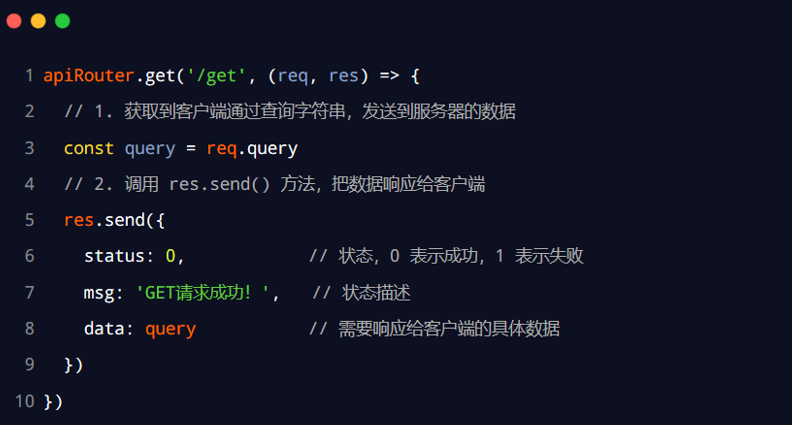 1 apiRouter.get('/get', (req, res) => {
2 // 1. 获取到客户端通过查询字符串，发送到服务器的数据
3 const query = req.query
4 // 2. 调用 res.send() 方法，把数据响应给客户端
5 res.send({
6 status: 0, // 状态，0 表示成功，1 表示失败
7 msg: 'GET请求成功！', // 状态描述
8 data: query // 需要响应给客户端的具体数据
9 })
10 })